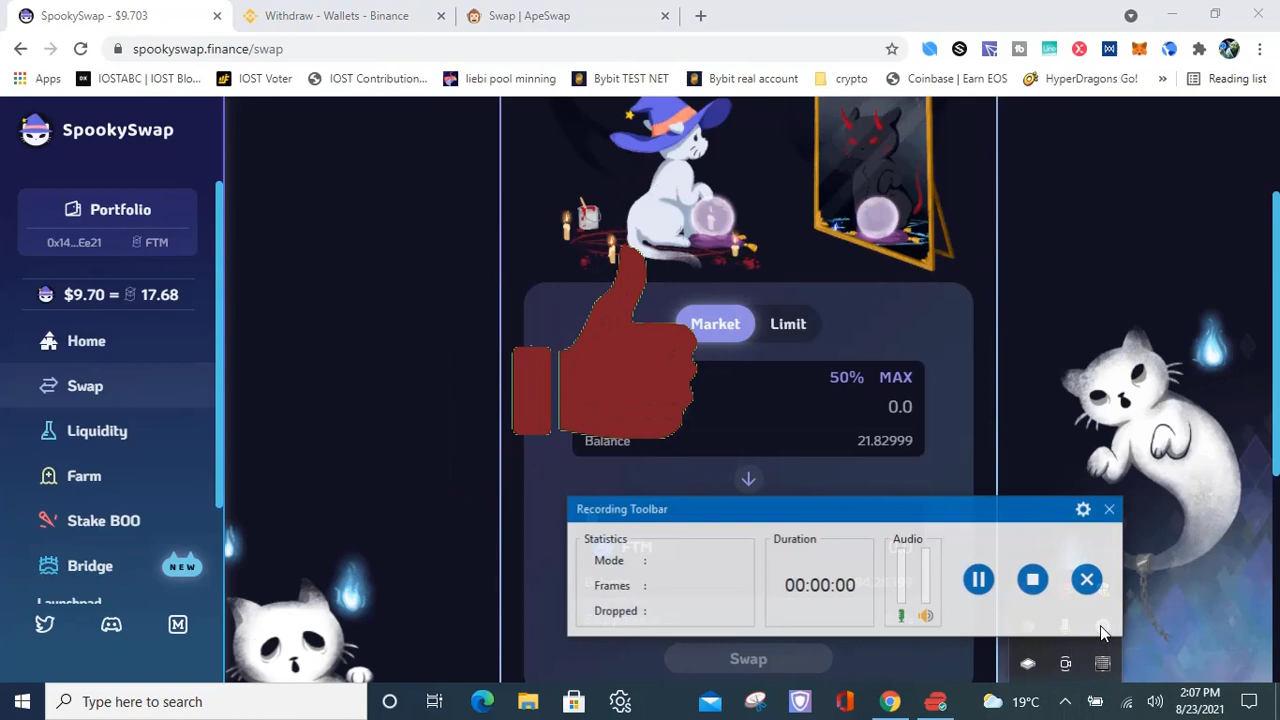 SpookySwap - $9.703
Withdraw - Wallets - Binance
Swap | ApeSwap
spookyswap.finance/swap
Apps
IOSTABC | IOST Blo...
IOST Voter
IOST Contribution...
liebi pool minning
Bybit TEST NET
Bybit real account
crypto
Coinbase | Earn EOS
HyperDragons Go!
»
Reading list
SpookySwap
Portfolio
0x14...Ee21 FTM
$9.70 = 17.68
Home
Swap
Liquidity
Farm
Stake BOO
Bridge NEW
Launchpad
Market Limit
50% MAX
0.0
Balance 21.82999
Recording Toolbar
Statistics
Mode :
Frames :
Dropped :
Duration
00:00:00
Audio
FTM
Swap
Type here to search
19°C
2:07 PM
8/23/2021